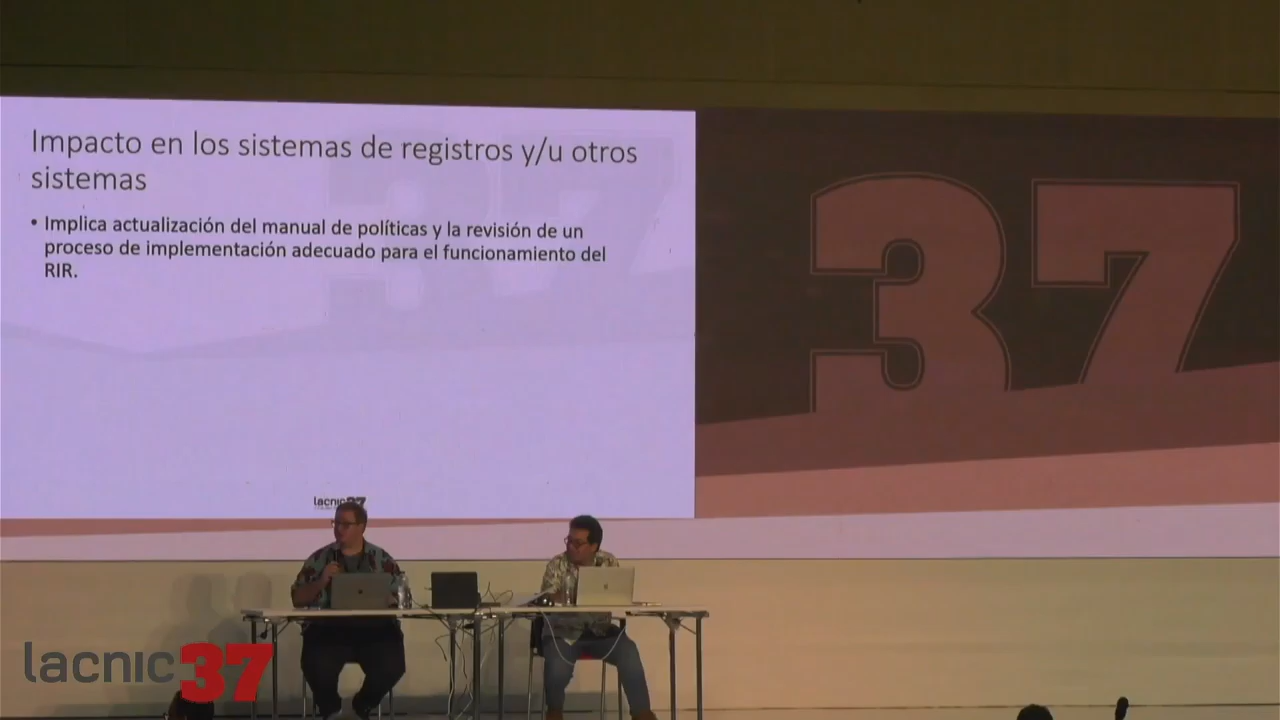 Impacto en los sistemas de registros y/u otros
sistemas
• Implica actualización del manual de políticas y la revisión de un
proceso de implementación adecuado para el funcionamiento del
RIR.
37
lacnic37
lacnic37